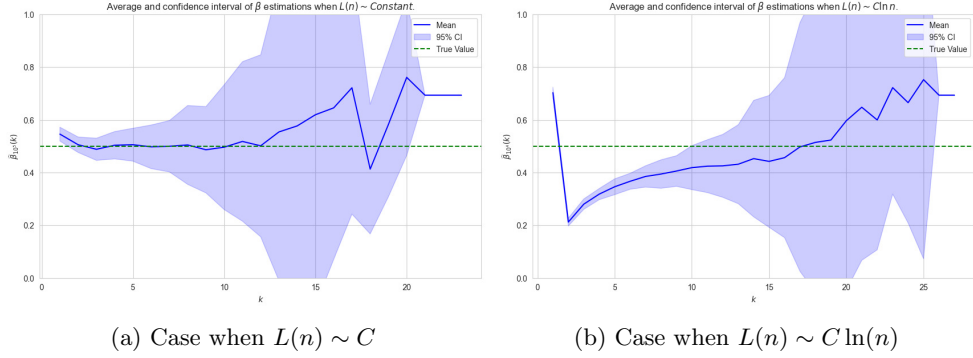 Average and confidence interval of β estimations when L(n) ~ Constant.
1.0
0.8
0.6
0.4
0.2
0.0
0
5
10
15
20
k
Mean
95% CI
True Value
Average and confidence interval of β estimations when L(n) ~ C ln n.
1.0
0.8
0.6
0.4
0.2
0.0
0
5
10
15
20
25
k
Mean
95% CI
True Value
(a) Case when L(n) ∼ C
(b) Case when L(n) ∼ C ln(n)